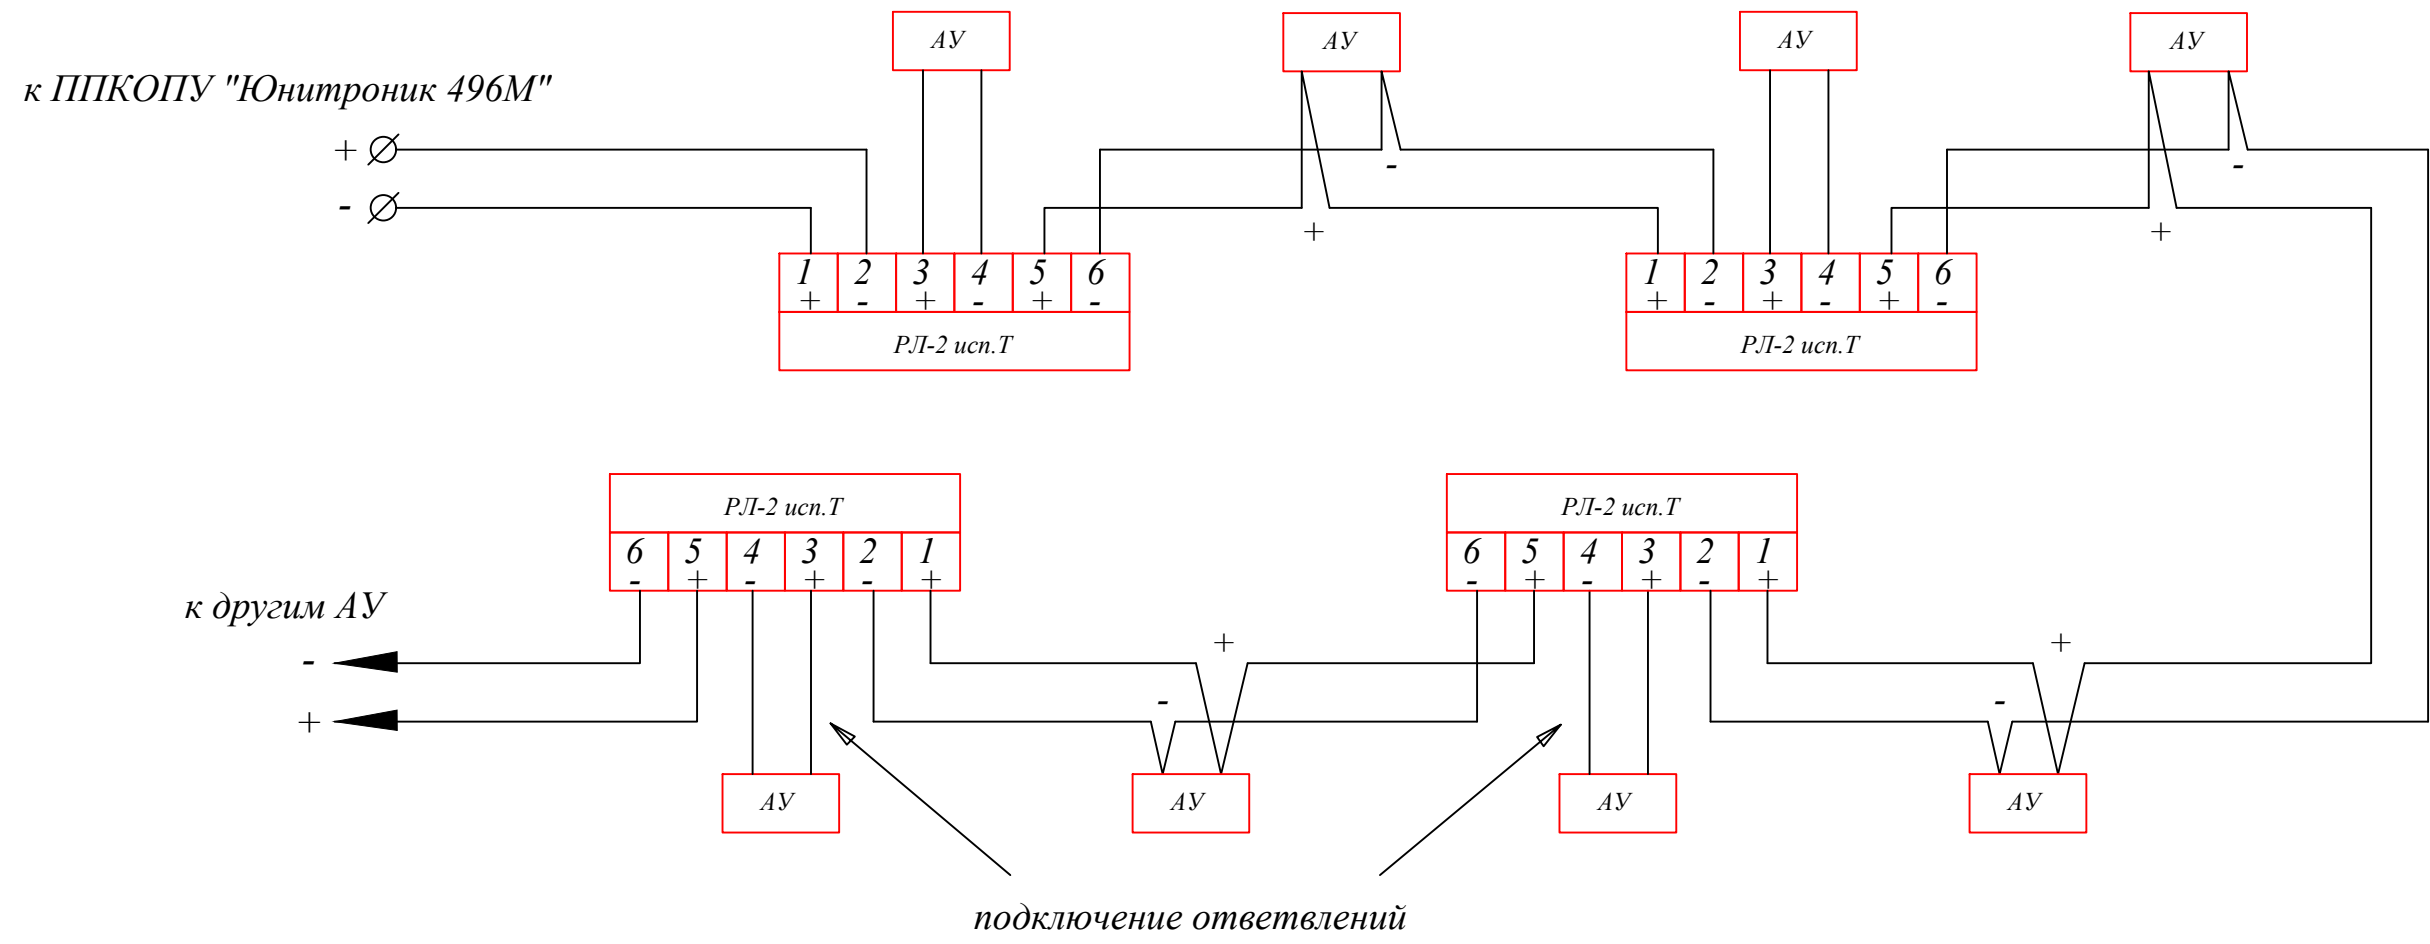 АУ АУ АУ АУ
к ППКОПУ "Юнитроник 496М"
+
-
- -
+ +
1 2 3 4 5 6 1 2 3 4 5 6
+ - + - + - + - + - + -
РЛ-2 исп.Т РЛ-2 исп.Т
РЛ-2 исп.Т РЛ-2 исп.Т
6 5 4 3 2 1 6 5 4 3 2 1
- + - + - + - + - + - +
к другим АУ
+ +
-
- -
+
АУ АУ АУ АУ
подключение ответвлений